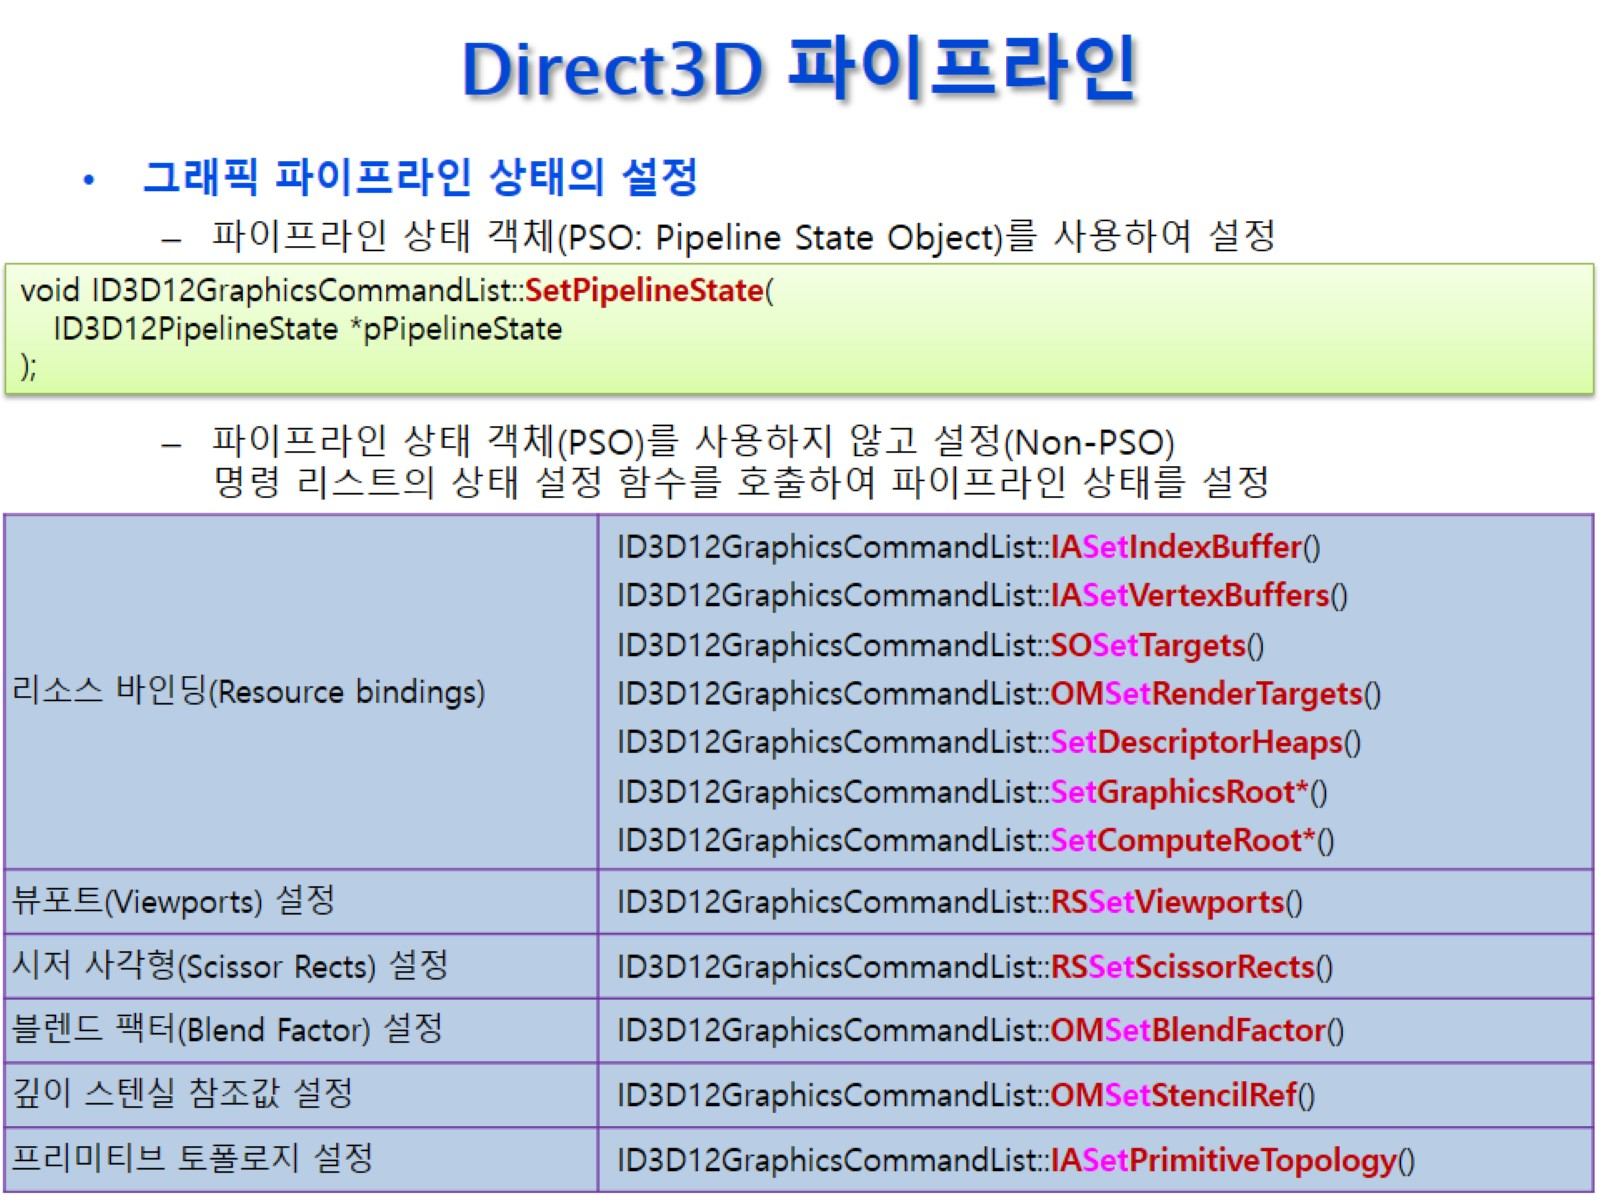 Direct3D 파이프라인
• 그래픽 파이프라인 상태의 설정
– 파이프라인 상태 객체(PSO: Pipeline State Object)를 사용하여 설정
void ID3D12GraphicsCommandList::SetPipelineState(
ID3D12PipelineState *pPipelineState
);
– 파이프라인 상태 객체(PSO)를 사용하지 않고 설정(Non-PSO)
명령 리스트의 상태 설정 함수를 호출하여 파이프라인 상태를 설정
리소스 바인딩(Resource bindings)
ID3D12GraphicsCommandList::IASetIndexBuffer()
ID3D12GraphicsCommandList::IASetVertexBuffers()
ID3D12GraphicsCommandList::SOSetTargets()
ID3D12GraphicsCommandList::OMSetRenderTargets()
ID3D12GraphicsCommandList::SetDescriptorHeaps()
ID3D12GraphicsCommandList::SetGraphicsRoot*()
ID3D12GraphicsCommandList::SetComputeRoot*()
뷰포트(Viewports) 설정 ID3D12GraphicsCommandList::RSSetViewports()
시저 사각형(Scissor Rects) 설정 ID3D12GraphicsCommandList::RSSetScissorRects()
블렌드 팩터(Blend Factor) 설정 ID3D12GraphicsCommandList::OMSetBlendFactor()
깊이 스텐실 참조값 설정 ID3D12GraphicsCommandList::OMSetStencilRef()
프리미티브 토폴로지 설정 ID3D12GraphicsCommandList::IASetPrimitiveTopology()